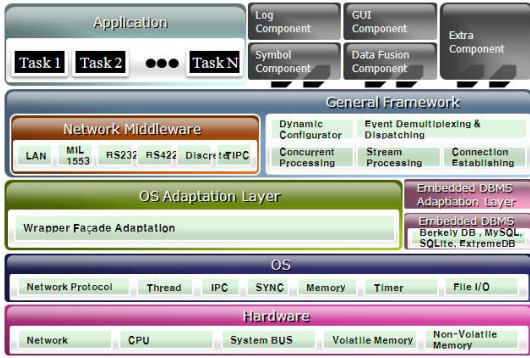 Application
Task 1
Task 2
Task N
Log
Component
GUI
Component
Symbol
Component
Data Fusion
Component
Extra
Component
General Framework
Network Middleware
LAN
MIL
1553
RS232
RS422
Discrete
TIPC
Dynamic
Configurator
Event Demultiplexing &
Dispatching
Concurrent
Processing
Stream
Processing
Connection
Establishing
OS Adaptation Layer
Wrapper Façade Adaptation
Embedded DBMS
Adaptiation Layer
Embedded DBMS
Berkely DB , MySQL,
SQLite, ExtremeDB
OS
Network Protocol
Thread
IPC
SYNC
Memory
Timer
File I/O
Hardware
Network
CPU
System BUS
Volatile Memory
Non-Volatile
Memory